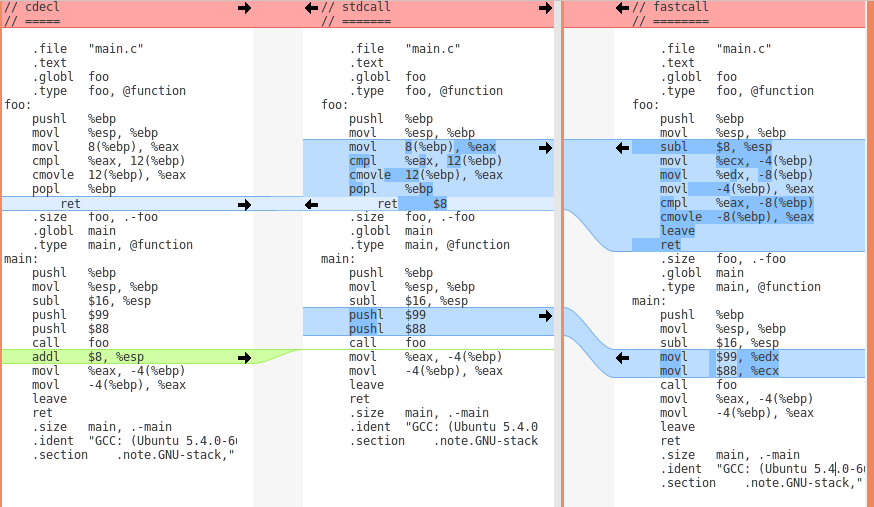 // cdecl
// =====
.file "main.c"
.text
.globl foo
.type foo, @function
foo:
pushl %ebp
movl %esp, %ebp
movl 8(%ebp), %eax
cmpl %eax, 12(%ebp)
cmovle 12(%ebp), %eax
popl %ebp
ret
.size foo, .-foo
.globl main
.type main, @function
main:
pushl %ebp
movl %esp, %ebp
subl $16, %esp
pushl $99
pushl $88
call foo
addl $8, %esp
movl %eax, -4(%ebp)
movl -4(%ebp), %eax
leave
ret
.size main, .-main
.ident "GCC: (Ubuntu 5.4.0-6
.section .note.GNU-stack,"
// stdcall
// =======
.file "main.c"
.text
.globl foo
.type foo, @function
foo:
pushl %ebp
movl %esp, %ebp
movl 8(%ebp), %eax
cmpl %eax, 12(%ebp)
cmovle 12(%ebp), %eax
popl %ebp
ret $8
.size foo, .-foo
.globl main
.type main, @function
main:
pushl %ebp
movl %esp, %ebp
subl $16, %esp
pushl $99
pushl $88
call foo
movl %eax, -4(%ebp)
movl -4(%ebp), %eax
leave
ret
.size main, .-main
.ident "GCC: (Ubuntu 5.4.0
.section .note.GNU-stack
// fastcall
// ========
.file "main.c"
.text
.globl foo
.type foo, @function
foo:
pushl %ebp
movl %esp, %ebp
subl $8, %esp
movl %ecx, -4(%ebp)
movl %edx, -8(%ebp)
movl -4(%ebp), %eax
cmpl %eax, -8(%ebp)
cmovle -8(%ebp), %eax
leave
ret
.size foo, .-foo
.globl main
.type main, @function
main:
pushl %ebp
movl %esp, %ebp
subl $16, %esp
movl $99, %edx
movl $88, %ecx
call foo
movl %eax, -4(%ebp)
movl -4(%ebp), %eax
leave
ret
.size main, .-main
.ident "GCC: (Ubuntu 5.4.0-6
.section .note.GNU-stack,"